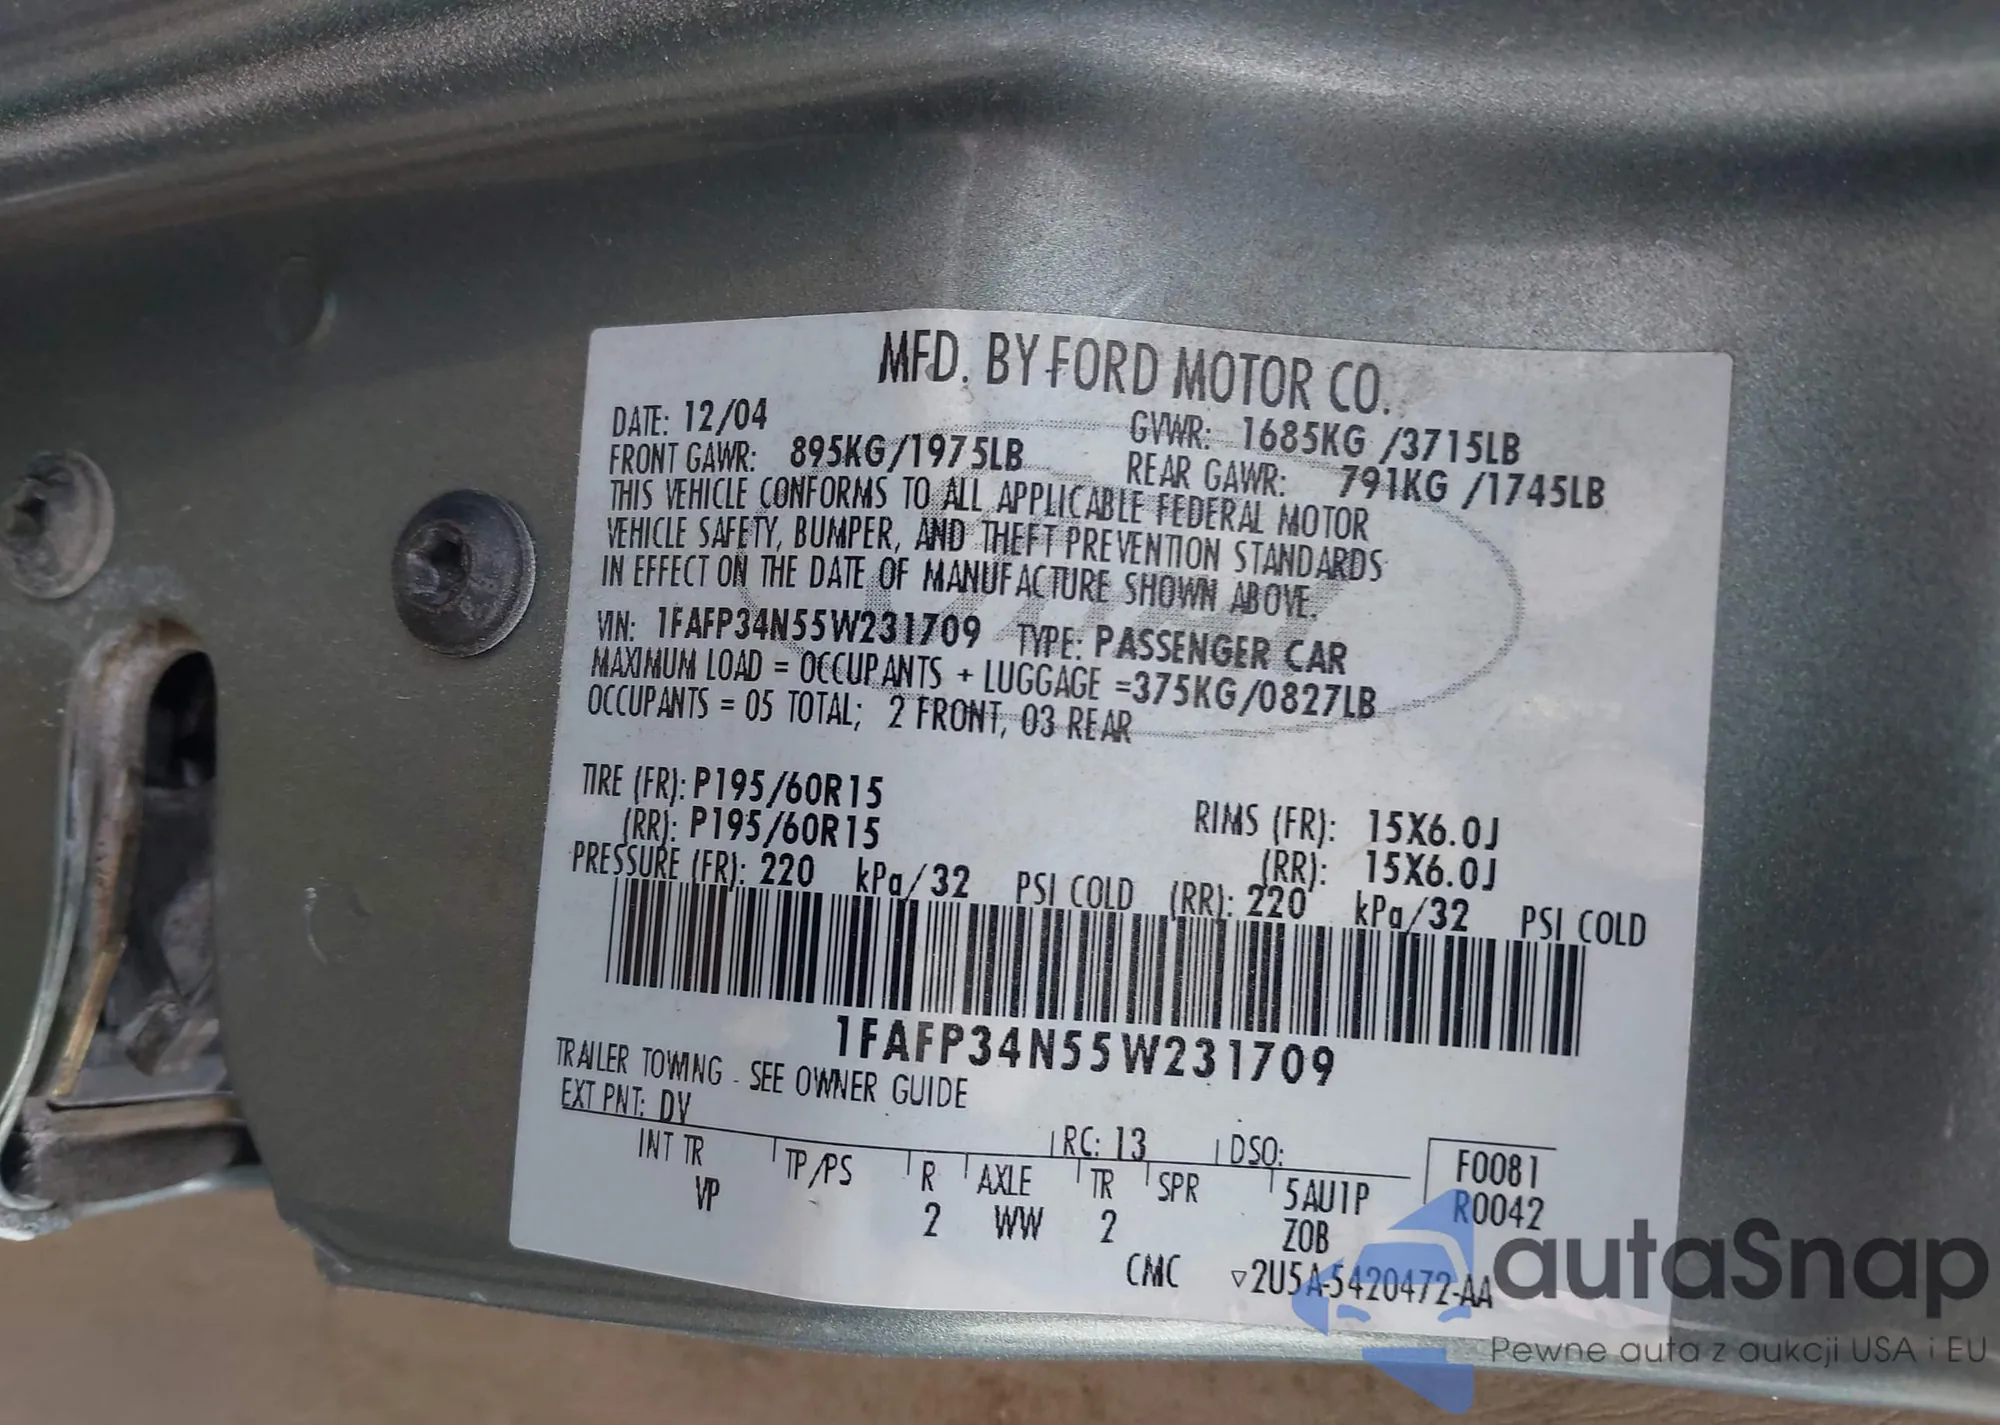 MFD. BY FORD MOTOR CO.
DATE: 12/04 GVWR: 1685KG /3715LB
FRONT GAWR: 895KG/1975LB REAR GAWR: 791KG /1745LB
THIS VEHICLE CONFORMS TO ALL APPLICABLE FEDERAL MOTOR
VEHICLE SAFETY, BUMPER, AND THEFT PREVENTION STANDARDS
IN EFFECT ON THE DATE OF MANUFACTURE SHOWN ABOVE.
VIN: 1FAFP34N55W231709 TYPE: PASSENGER CAR
MAXIMUM LOAD = OCCUPANTS + LUGGAGE =375KG/0827LB
OCCUPANTS = 05 TOTAL; 2 FRONT, 03 REAR
TIRE (FR): P195/60R15 RIMS (FR): 15X6.0J
(RR): P195/60R15 (RR): 15X6.0J
PRESSURE (FR): 220 kPa/32 PSI COLD (RR): 220 kPa/32 PSI COLD
1FAFP34N55W231709
TRAILER TOWING - SEE OWNER GUIDE
EXT PNT: DV RC: 13 DSO: F0081
INT TR TP/PS R AXLE TR SPR 5AU1P R0042
VP 2 WW 2 ZOB
CMC ▽2U5A-5420472-AA
autaSnap
Pewne auta z aukcji USA i EU